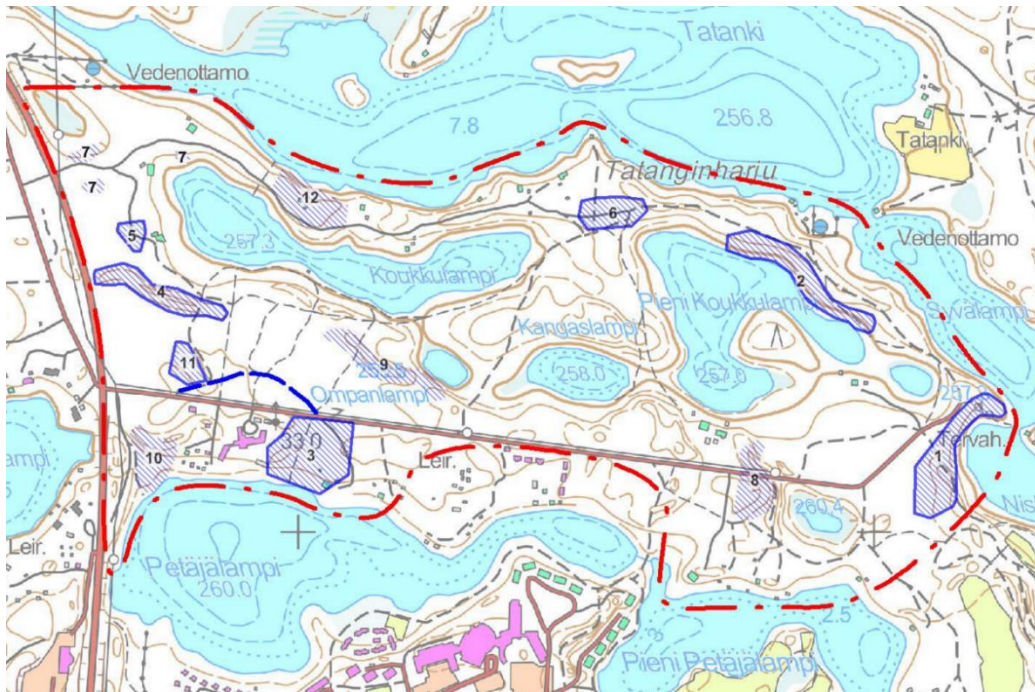 Tatanki
Vedenottamo
7.8
256.8
Tatanki
7
7
12
Tatanginharju
7
6
5
257.3
Vedenottamo
Koukkulampi
2
4
Pieni Koukkulampi
Syvälampi
Kangaslampi
11
9
258.0
257.0
Ompanlampi
33.0
3
Leir.
Tervah.
1
10
8
260.4
Leir.
Petäjälampi
260.0
2.5
3
Pieni Petäjälampi